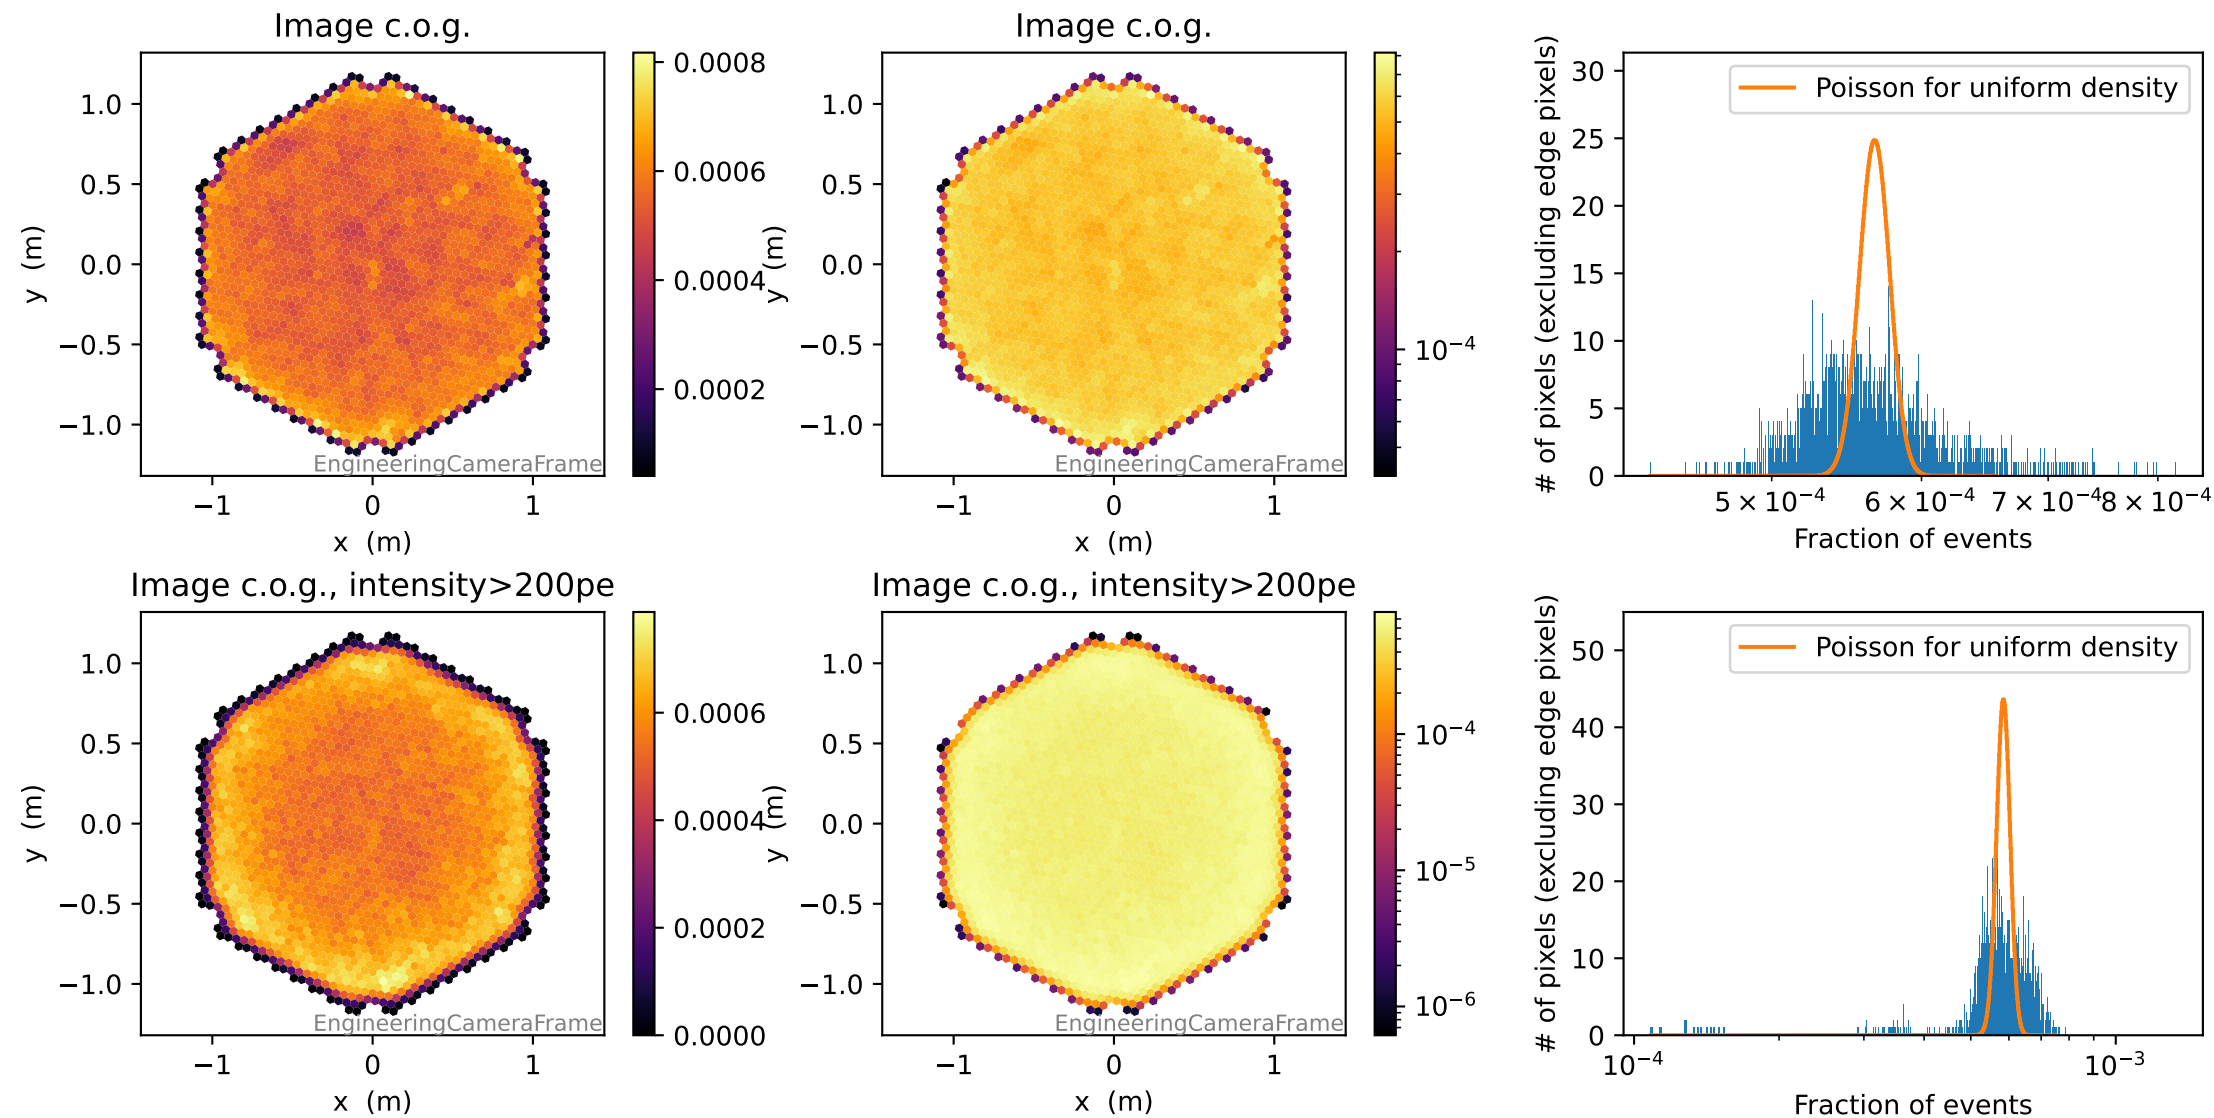 Image c.o.g.
1.0
0.5
0.0
−0.5
−1.0
y (m)
−1
0
1
x (m)
EngineeringCameraFrame
0.0008
0.0006
0.0004
0.0002
Image c.o.g.
1.0
0.5
0.0
−0.5
−1.0
y (m)
−1
0
1
x (m)
EngineeringCameraFrame
10⁻⁴
# of pixels (excluding edge pixels)
30
25
20
15
10
5
0
Poisson for uniform density
5 × 10⁻⁴
6 × 10⁻⁴
7 × 10⁻⁴
8 × 10⁻⁴
Fraction of events
Image c.o.g., intensity>200pe
1.0
0.5
0.0
−0.5
−1.0
y (m)
−1
0
1
x (m)
EngineeringCameraFrame
0.0006
0.0004
0.0002
0.0000
Image c.o.g., intensity>200pe
1.0
0.5
0.0
−0.5
−1.0
y (m)
−1
0
1
x (m)
EngineeringCameraFrame
10⁻⁴
10⁻⁵
10⁻⁶
# of pixels (excluding edge pixels)
50
40
30
20
10
0
Poisson for uniform density
10⁻⁴
10⁻³
Fraction of events